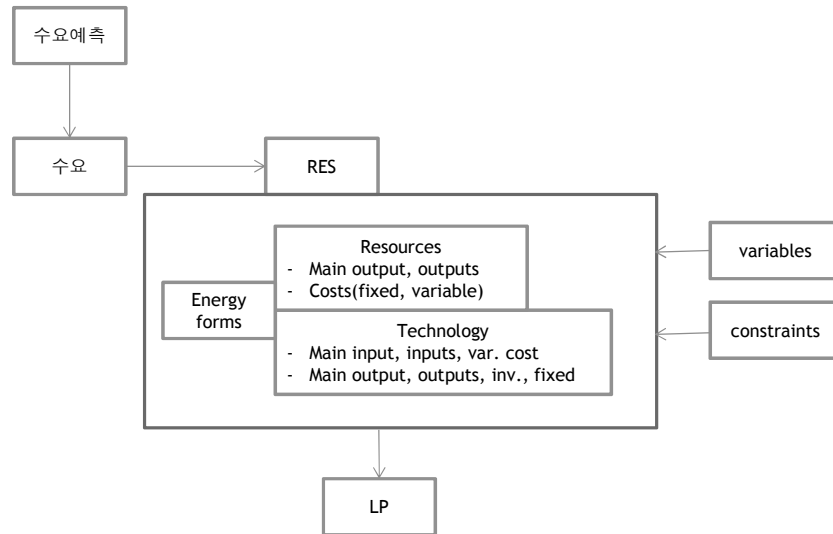 수요예측
수요
RES
Resources
- Main output, outputs
- Costs(fixed, variable)
Energy
forms
Technology
- Main input, inputs, var. cost
- Main output, outputs, inv., fixed
variables
constraints
LP